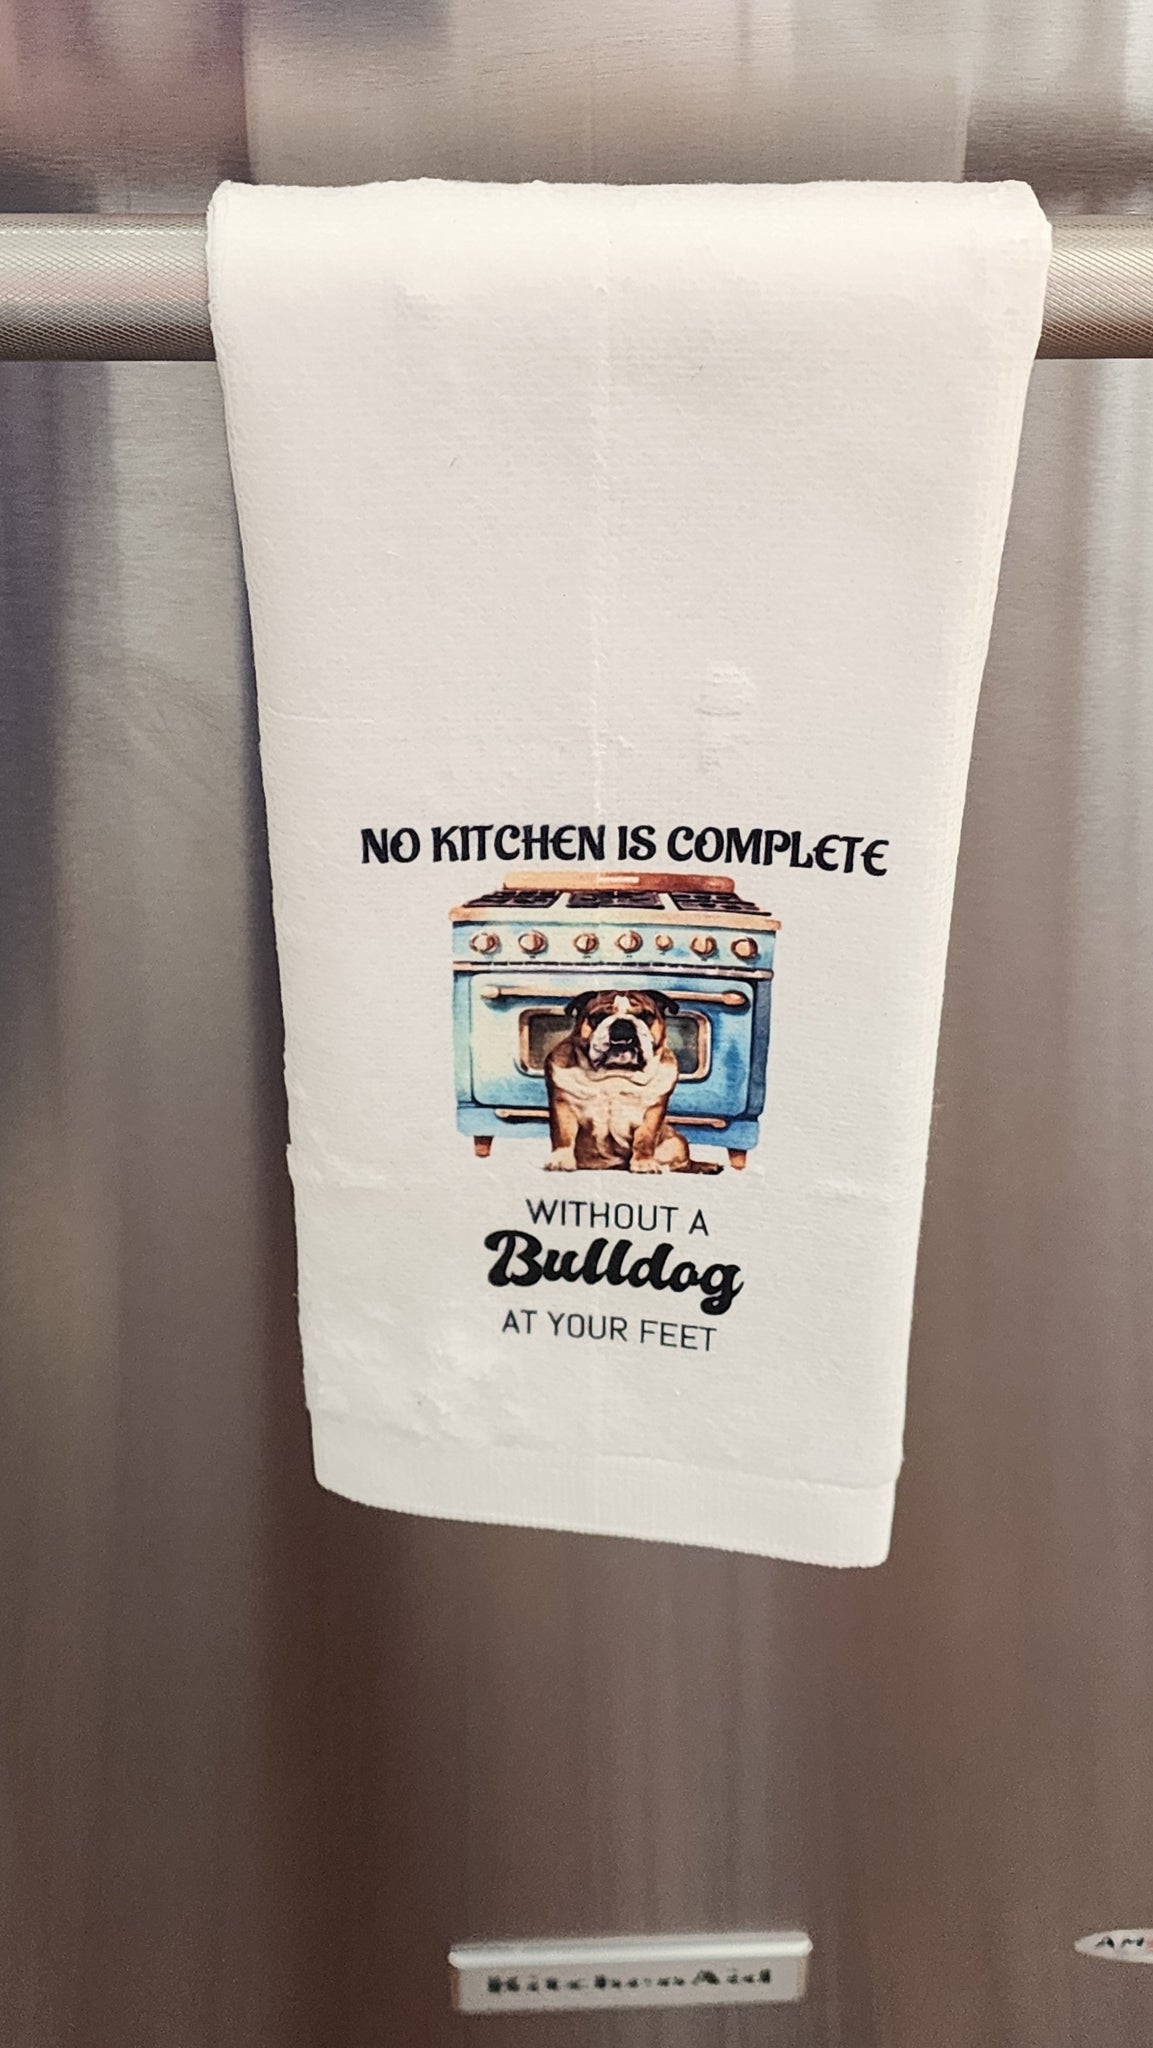 NO KITCHEN IS COMPLETE
WITHOUT A
Bulldog
AT YOUR FEET
KitchenAid